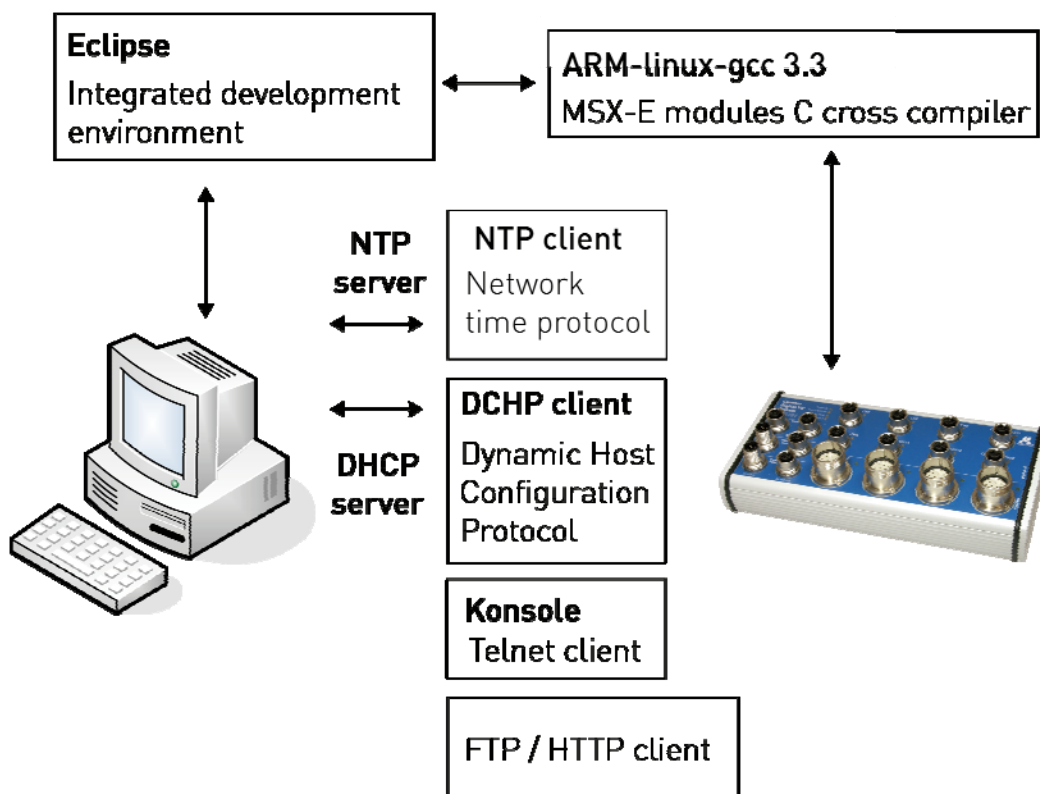 Eclipse
Integrated development
environment
ARM-linux-gcc 3.3
MSX-E modules C cross compiler
NTP
server
NTP client
Network
time protocol
DHCP
server
DCHP client
Dynamic Host
Configuration
Protocol
Konsole
Telnet client
FTP / HTTP client